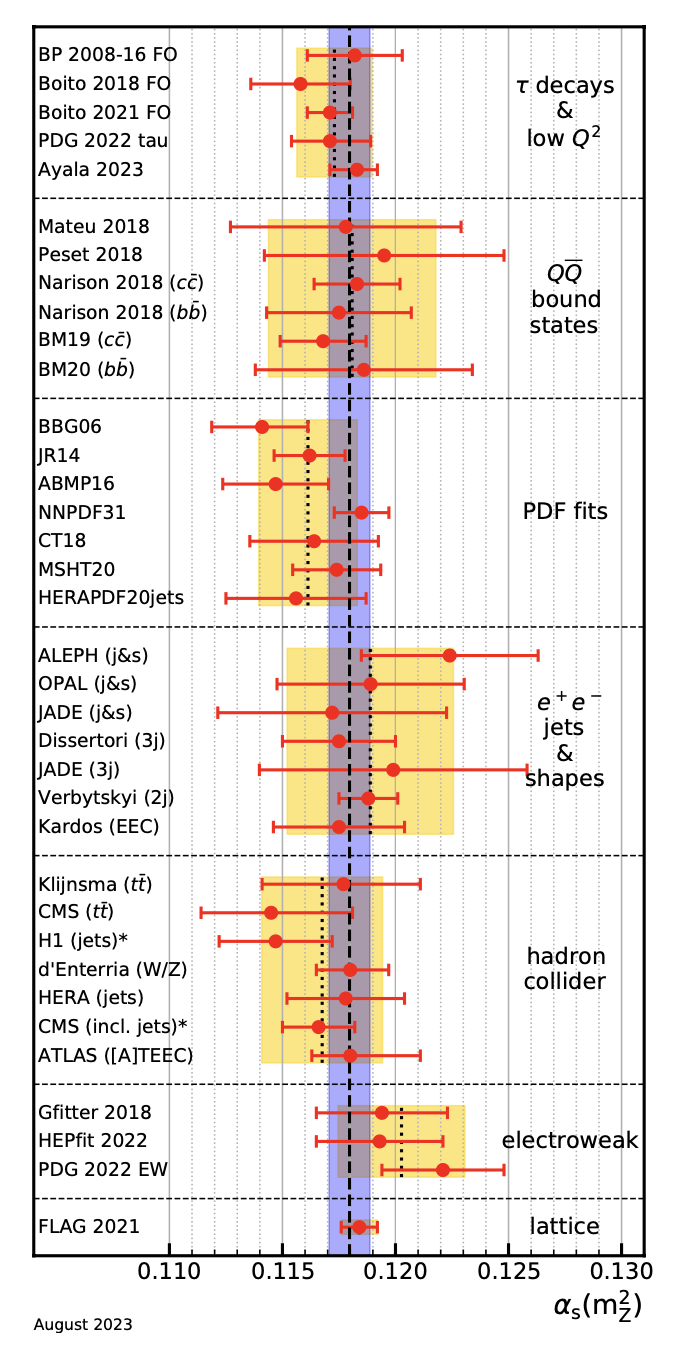 BP 2008-16 FO
Boito 2018 FO
Boito 2021 FO
PDG 2022 tau
Ayala 2023
τ decays
&
low Q²
Mateu 2018
Peset 2018
Narison 2018 (cc̄)
Narison 2018 (bb̄)
BM19 (cc̄)
BM20 (bb̄)
QQ̅
bound
states
BBG06
JR14
ABMP16
NNPDF31
CT18
MSHT20
HERAPDF20jets
PDF fits
ALEPH (j&s)
OPAL (j&s)
JADE (j&s)
Dissertori (3j)
JADE (3j)
Verbytskyi (2j)
Kardos (EEC)
e⁺e⁻
jets
&
shapes
Klijnsma (tt̄)
CMS (tt̄)
H1 (jets)*
d'Enterria (W/Z)
HERA (jets)
CMS (incl. jets)*
ATLAS ([A]TEEC)
hadron
collider
Gfitter 2018
HEPfit 2022
PDG 2022 EW
electroweak
FLAG 2021
lattice
0.110 0.115 0.120 0.125 0.130
αₛ(m²_Z)
August 2023